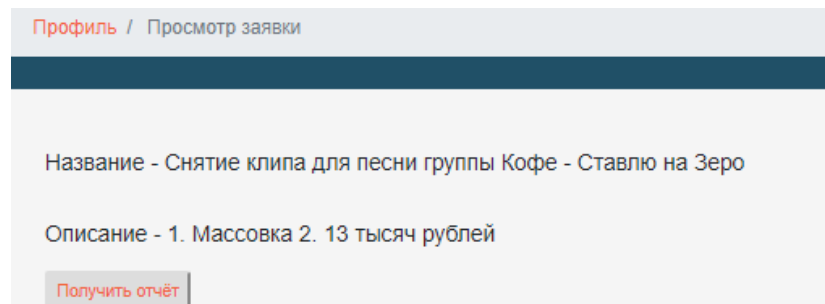 Профиль / Просмотр заявки
Название - Снятие клипа для песни группы Кофе - Ставлю на Зеро
Описание - 1. Массовка 2. 13 тысяч рублей
Получить отчёт